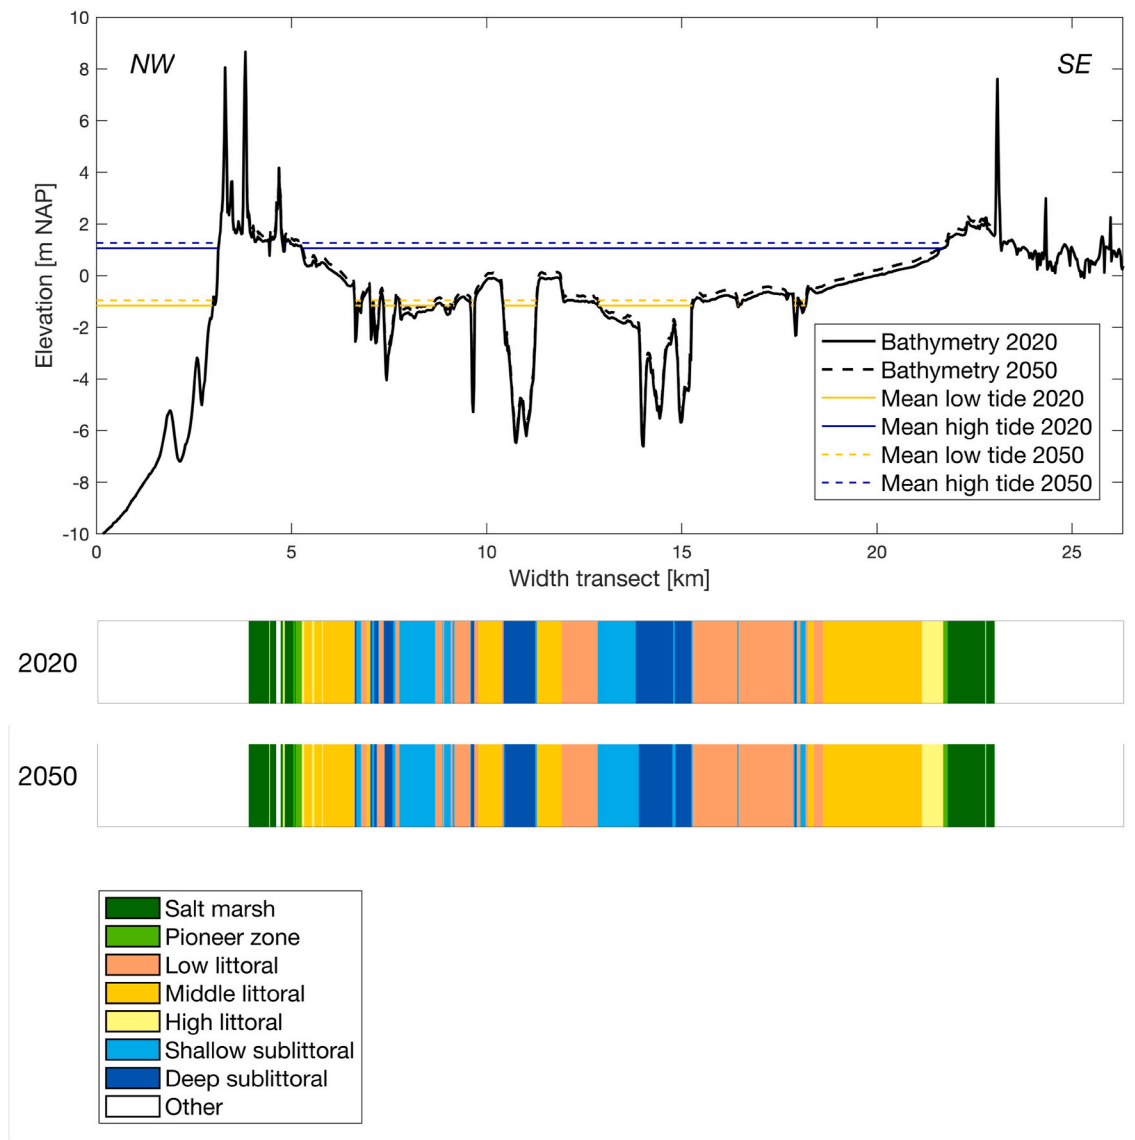 10
8
6
4
2
0
-2
-4
-6
-8
-10
Elevation [m NAP]
NW
SE
Bathymetry 2020
Bathymetry 2050
Mean low tide 2020
Mean high tide 2020
Mean low tide 2050
Mean high tide 2050
0 5 10 15 20 25
Width transect [km]
2020
2050
Salt marsh
Pioneer zone
Low littoral
Middle littoral
High littoral
Shallow sublittoral
Deep sublittoral
Other